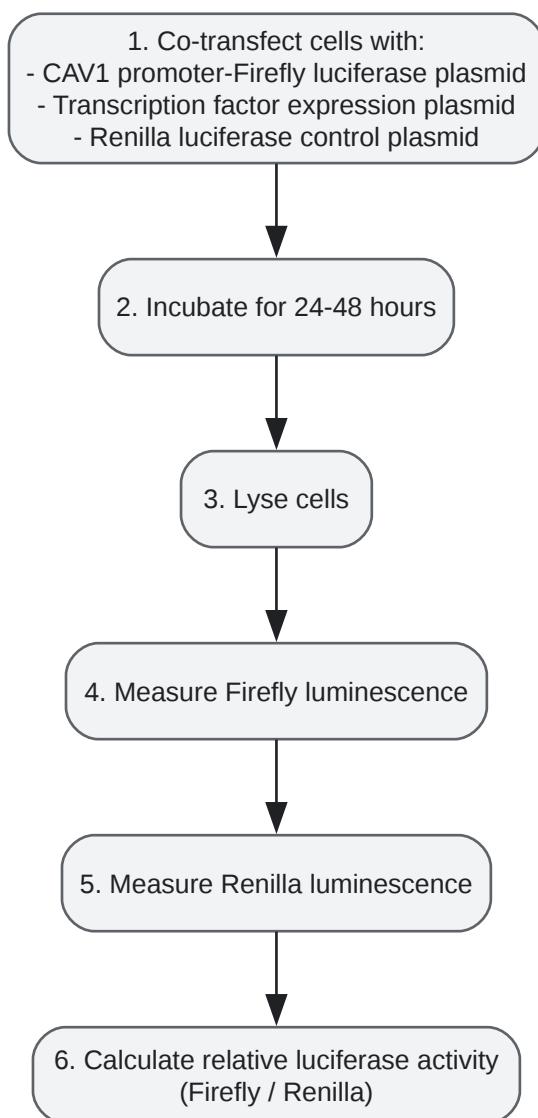 1. Co-transfect cells with:
- CAV1 promoter-Firefly luciferase plasmid
- Transcription factor expression plasmid
- Renilla luciferase control plasmid
2. Incubate for 24-48 hours
3. Lyse cells
4. Measure Firefly luminescence
5. Measure Renilla luminescence
6. Calculate relative luciferase activity
(Firefly / Renilla)